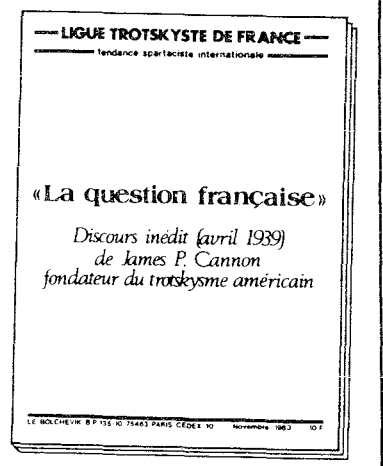 LIGUE TROTSKYSTE DE FRANCE
tendance spartaciste internationale
«La question française»
Discours inédit (avril 1939)
de James P. Cannon
fondateur du trotskysme américain
LE BOLCHEVIK B P 135-10 75463 PARIS CEDEX 10 Novembre 1983 10 F